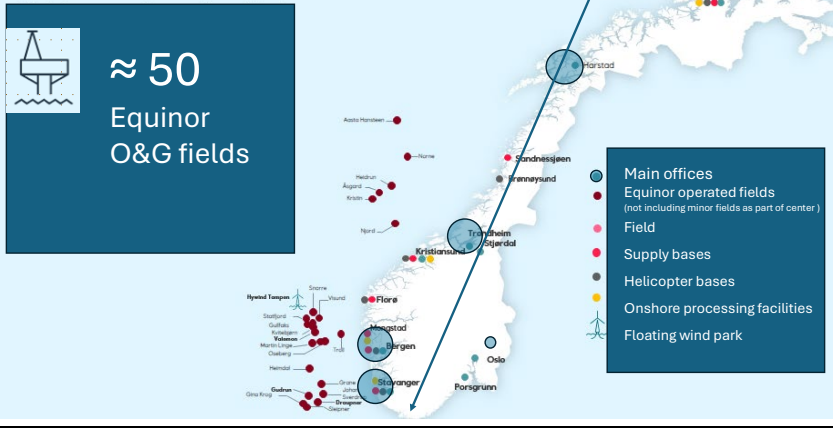 ≈ 50
Equinor
O&G fields
Harstad
Aasta Hansteen
Norne
Sandnessjøen
Brønnøysund
Heidrun
Åsgard
Kristin
Njord
Trondheim
Stjørdal
Kristiansund
Main offices
Equinor operated fields
(not including minor fields as part of center )
Field
Supply bases
Helicopter bases
Onshore processing facilities
Floating wind park
Hywind Tampen
Snorre
Visund
Florø
Statfjord
Gullfaks
Kvitebjørn
Valemon
Martin Linge
Oseberg
Troll
Mongstad
Bergen
Oslo
Heimdal
Porsgrunn
Gudrun
Gina Krog
Grane
Johan
Sverdrup
Draupner
Sleipner
Stavanger